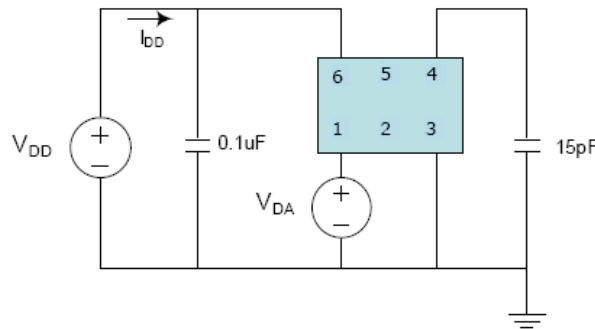 I_DD
6 5 4
V_DD
+
−
0.1uF
1 2 3
15pF
V_DA
+
−